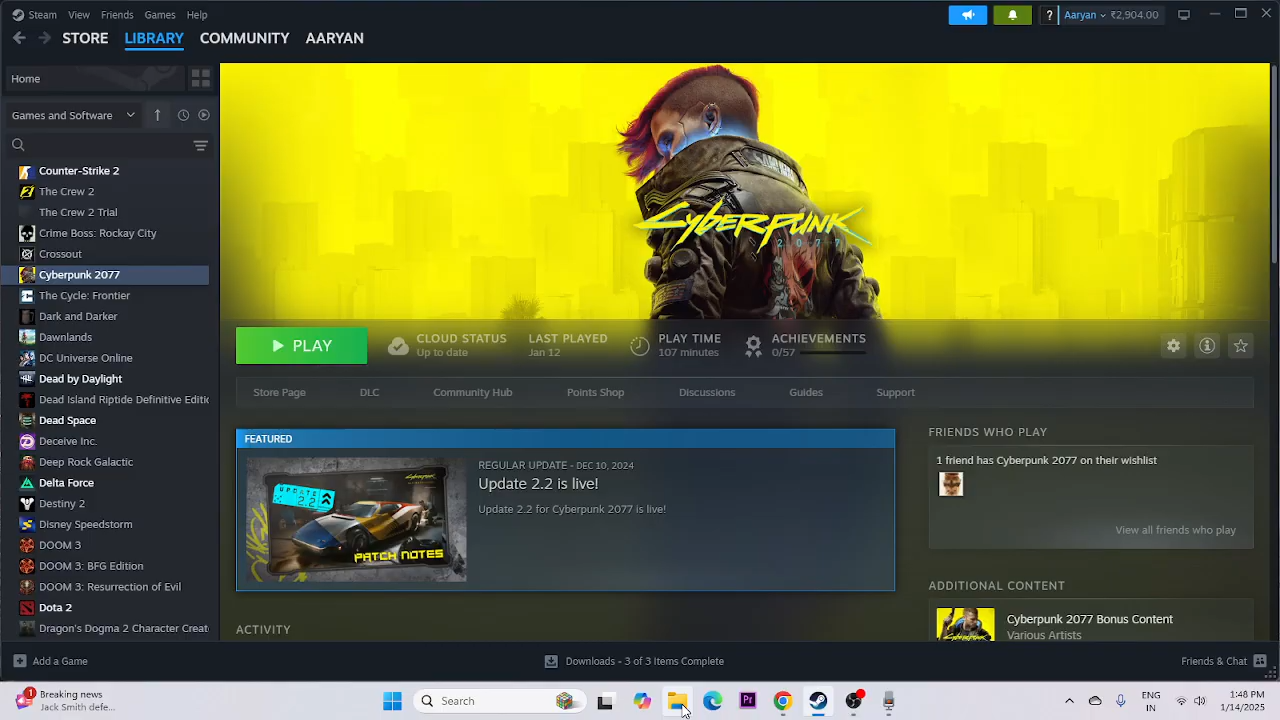 Steam View Friends Games Help
? Aaryan ₹2,904.00
STORE LIBRARY COMMUNITY AARYAN
Home
Games and Software
Counter-Strike 2
The Crew 2
The Crew 2 Trial
Crime Boss: Rockay City
Crossout
Cyberpunk 2077
The Cycle: Frontier
Dark and Darker
Dawnlands
DC Universe Online
Dead by Daylight
Dead Island Riptide Definitive Editio
Dead Space
Deceive Inc.
Deep Rock Galactic
Delta Force
Destiny 2
Disney Speedstorm
DOOM 3
DOOM 3: BFG Edition
DOOM 3: Resurrection of Evil
Dota 2
Dragon's Dogma 2 Character Creato
Cyberpunk
2077
PLAY
CLOUD STATUS
Up to date
LAST PLAYED
Jan 12
PLAY TIME
107 minutes
ACHIEVEMENTS
0/57
Store Page DLC Community Hub Points Shop Discussions Guides Support
FEATURED
UPDATE
2.2
PATCH NOTES
REGULAR UPDATE - DEC 10, 2024
Update 2.2 is live!
Update 2.2 for Cyberpunk 2077 is live!
ACTIVITY
FRIENDS WHO PLAY
1 friend has Cyberpunk 2077 on their wishlist
View all friends who play
ADDITIONAL CONTENT
Cyberpunk 2077 Bonus Content
Various Artists
Add a Game
Downloads - 3 of 3 Items Complete
Friends & Chat
1
Breaking news
Jack Smith defe...
Search
Pr
ENG
IN
1:48 PM
1/14/2025